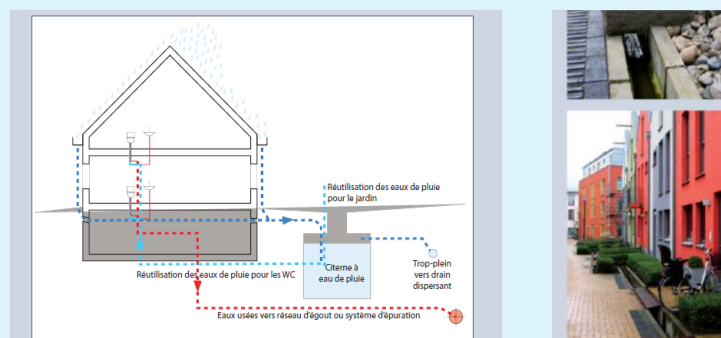 Réutilisation des eaux de pluie
pour le jardin
Réutilisation des eaux de pluie pour les WC
Citerne à
eau de pluie
Trop-plein
vers drain
dispersant
Eaux usées vers réseau d'égout ou système d'épuration